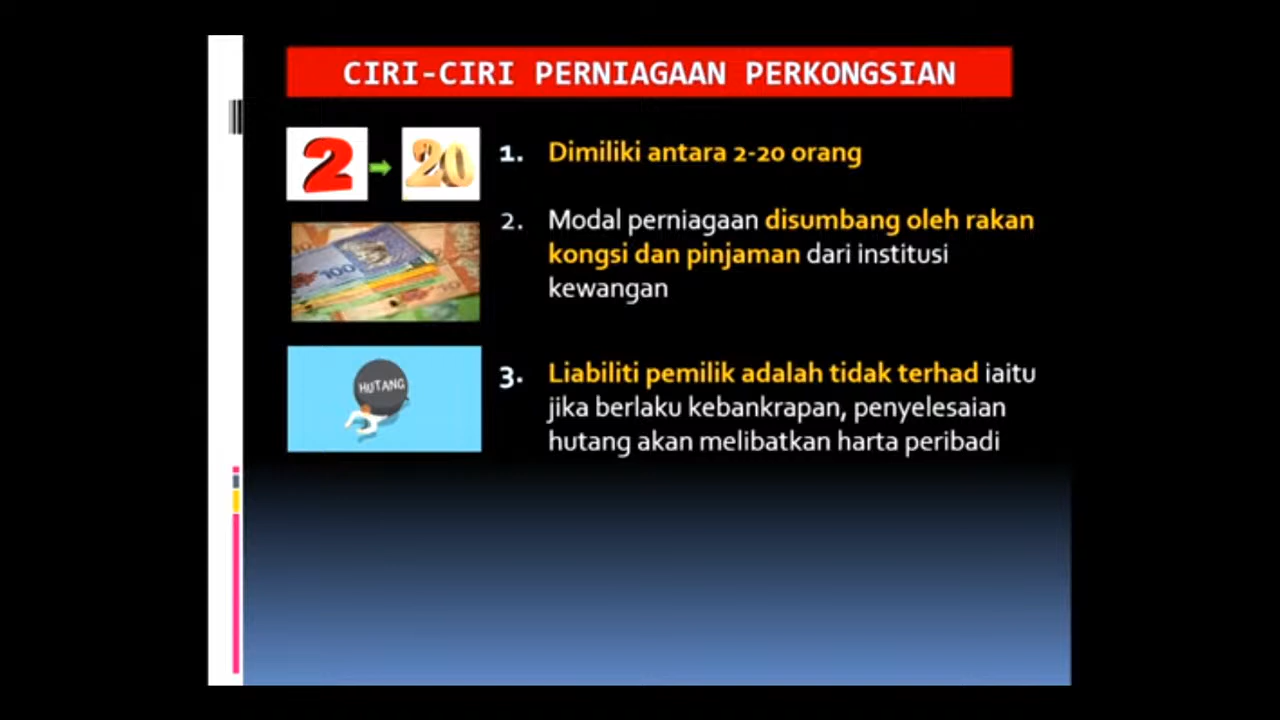 CIRI-CIRI PERNIAGAAN PERKONGSIAN
2 20
1. Dimiliki antara 2-20 orang
2. Modal perniagaan disumbang oleh rakan
kongsi dan pinjaman dari institusi
kewangan
100
HUTANG
3. Liabiliti pemilik adalah tidak terhad iaitu
jika berlaku kebankrapan, penyelesaian
hutang akan melibatkan harta peribadi